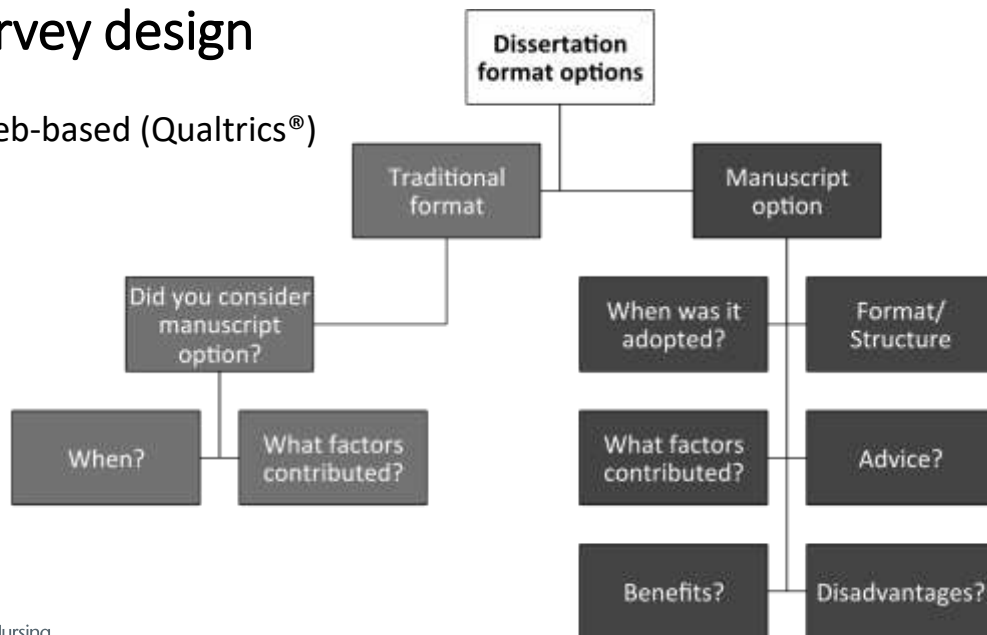 rvey design
eb-based (Qualtrics®)
Dissertation
format options
Traditional
format
Manuscript
option
Did you consider
manuscript
option?
When?
What factors
contributed?
When was it
adopted?
Format/
Structure
What factors
contributed?
Advice?
Benefits?
Disadvantages?
Nursing